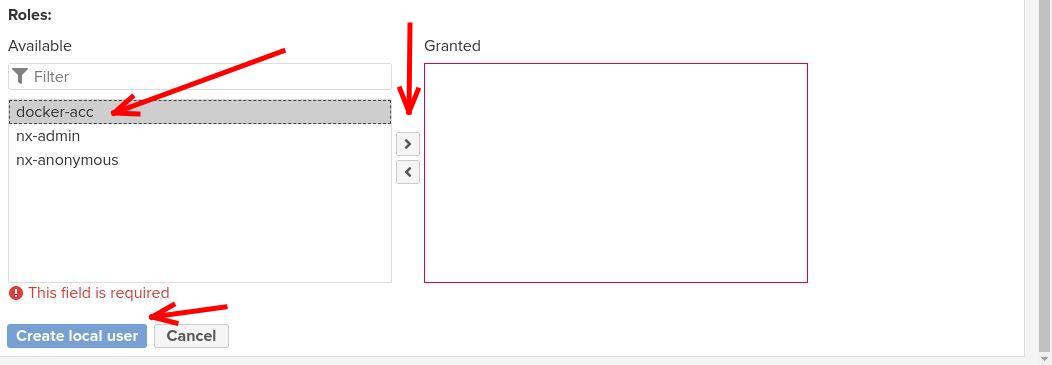 Roles:
Available
Granted
Filter
docker-acc
nx-admin
nx-anonymous
This field is required
Create local user
Cancel